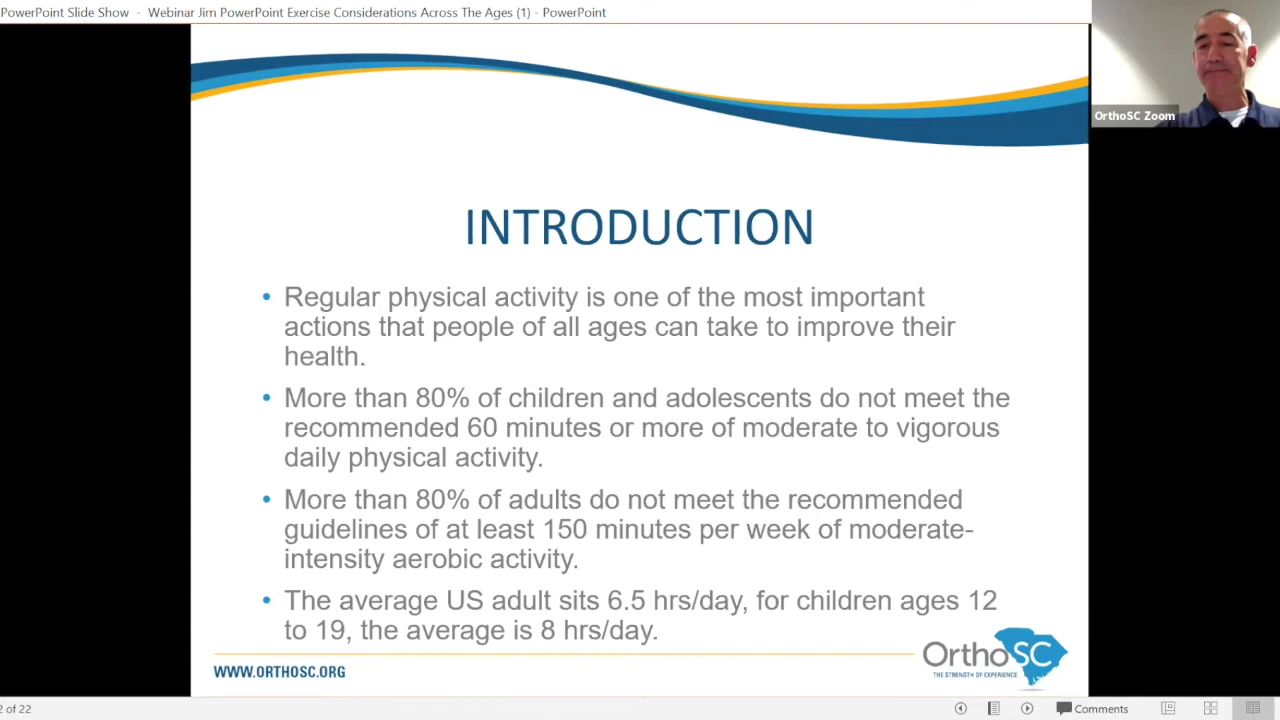 PowerPoint Slide Show - Webinar Jim PowerPoint Exercise Considerations Across The Ages (1) - PowerPoint
OrthoSC Zoom
INTRODUCTION
• Regular physical activity is one of the most important
actions that people of all ages can take to improve their
health.
• More than 80% of children and adolescents do not meet the
recommended 60 minutes or more of moderate to vigorous
daily physical activity.
• More than 80% of adults do not meet the recommended
guidelines of at least 150 minutes per week of moderate-
intensity aerobic activity.
• The average US adult sits 6.5 hrs/day, for children ages 12
to 19, the average is 8 hrs/day.
OrthoSC
THE STRENGTH OF EXPERIENCE
WWW.ORTHOSC.ORG
2 of 22
Comments